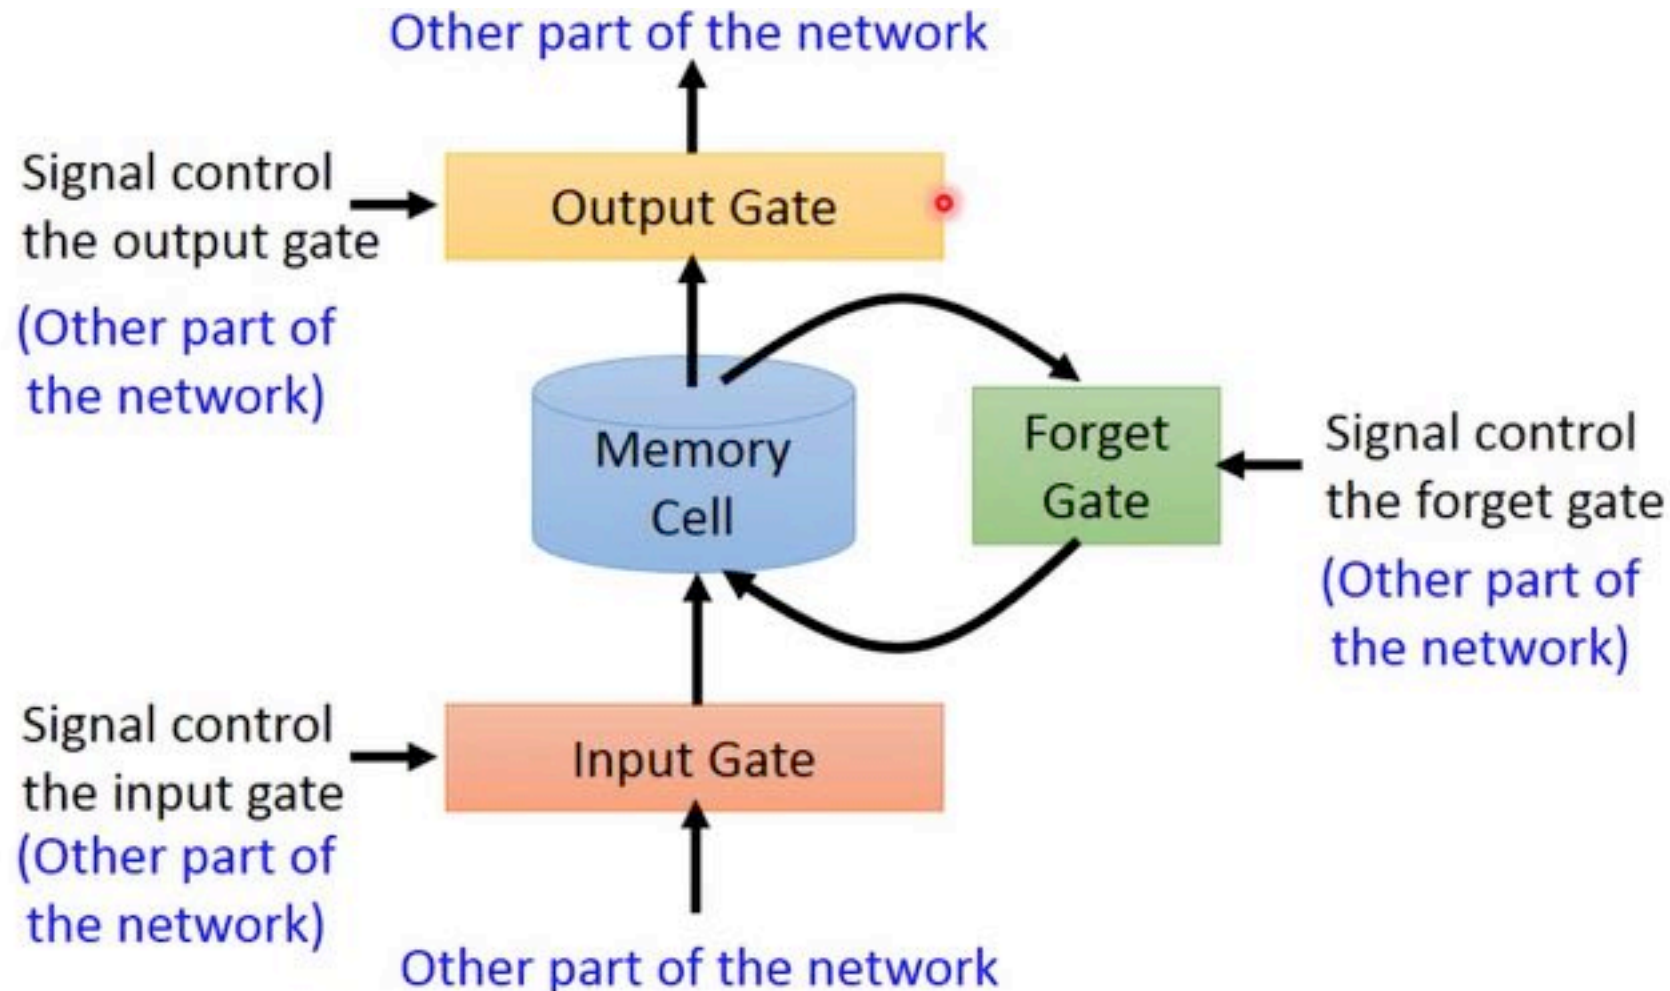 Other part of the network
Signal control
the output gate
(Other part of
the network)
Output Gate
Memory
Cell
Forget
Gate
Signal control
the forget gate
(Other part of
the network)
Signal control
the input gate
(Other part of
the network)
Input Gate
Other part of the network